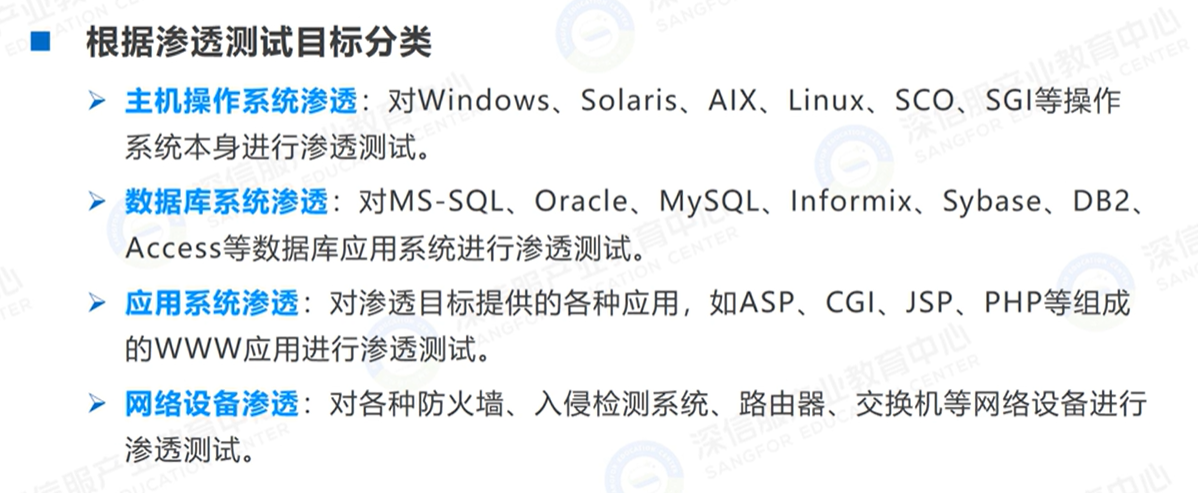 根据渗透测试目标分类
主机操作系统渗透：对Windows、Solaris、AIX、Linux、SCO、SGI等操作
系统本身进行渗透测试。
数据库系统渗透：对MS-SQL、Oracle、MySQL、Informix、Sybase、DB2、
Access等数据库应用系统进行渗透测试。
应用系统渗透：对渗透目标提供的各种应用，如ASP、CGI、JSP、PHP等组成
的WWW应用进行渗透测试。
网络设备渗透：对各种防火墙、入侵检测系统、路由器、交换机等网络设备进行
渗透测试。
深信服产业教育中心
SANGFOR EDUCATION CENTER